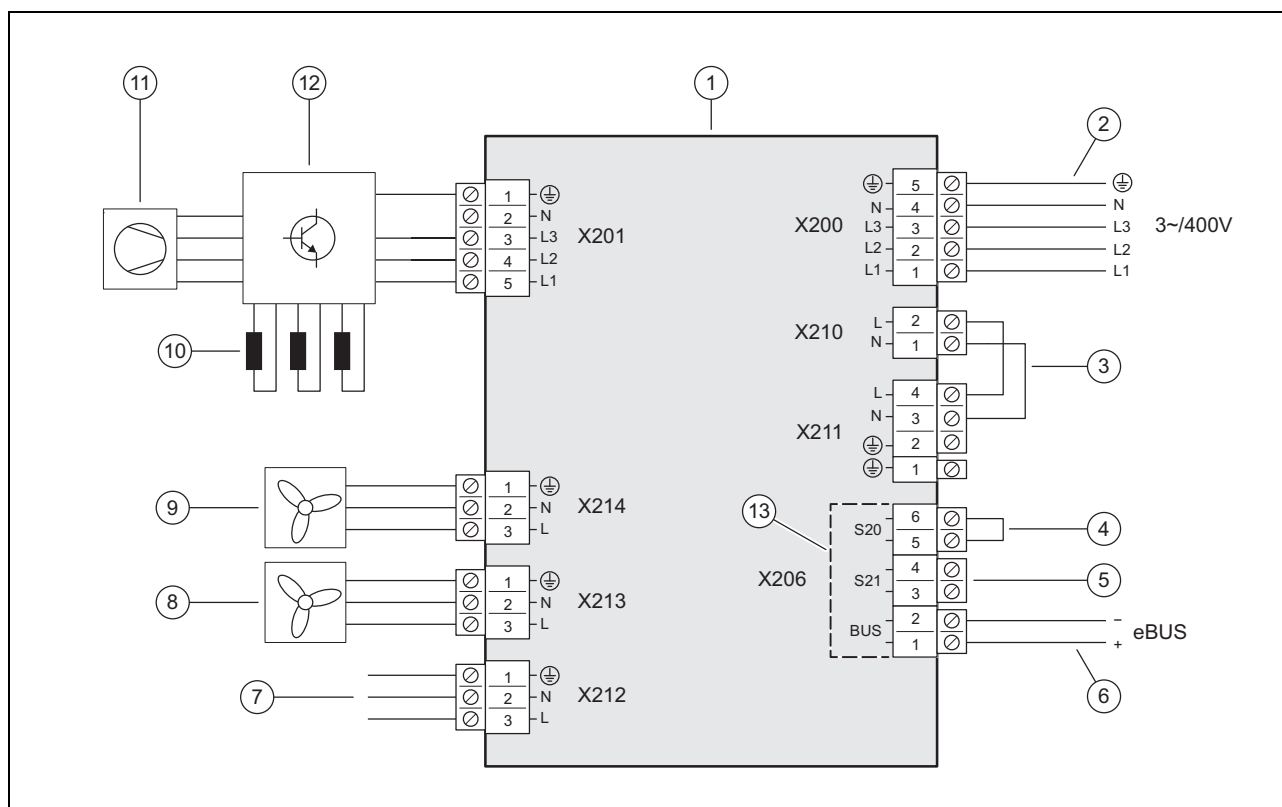 11
12
1
2
1
2 N
3 L3
4 L2
5 L1
X201
X200
5
N 4
L3 3
L2 2
L1 1
N
L3
L2
L1
3~/400V
10
X210
L 2
N 1
3
X211
L 4
N 3
2
1
9
1
2 N
3 L
X214
13
X206
S20
6
5
4
S21
4
3
5
BUS
2
1
−
+
eBUS
6
8
1
2 N
3 L
X213
7
1
2 N
3 L
X212